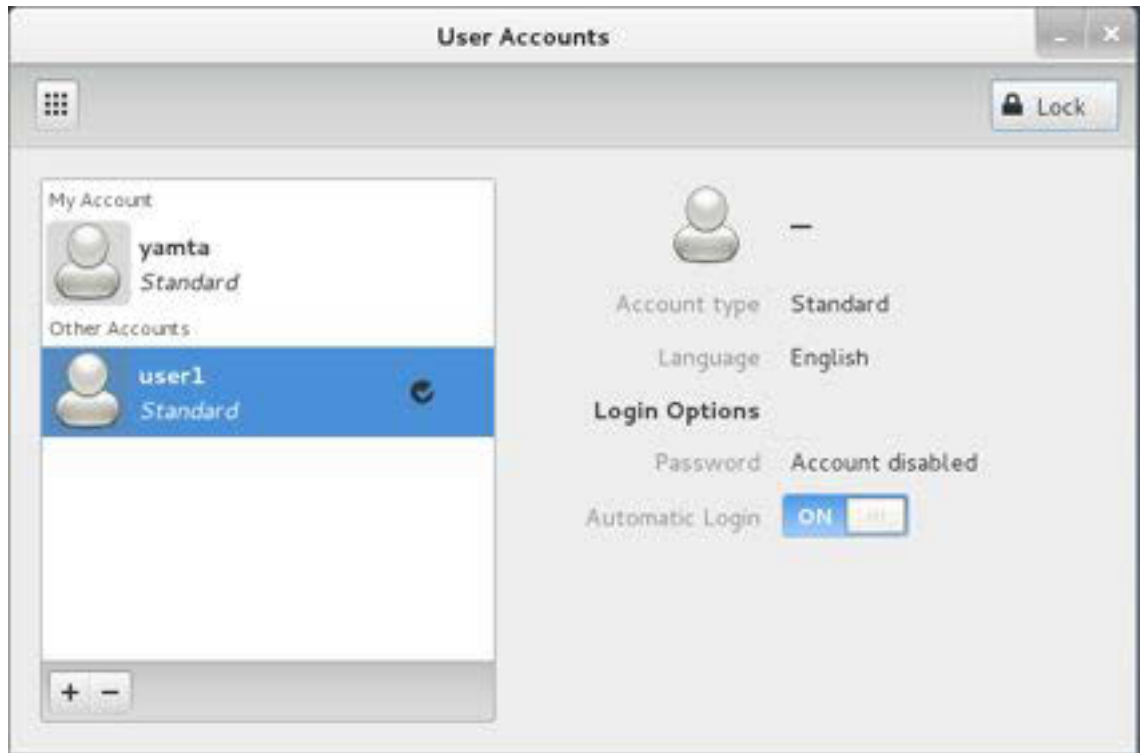 User Accounts
Lock
My Account
yamta
Standard
Other Accounts
user1
Standard
Account type Standard
Language English
Login Options
Password Account disabled
Automatic Login ON